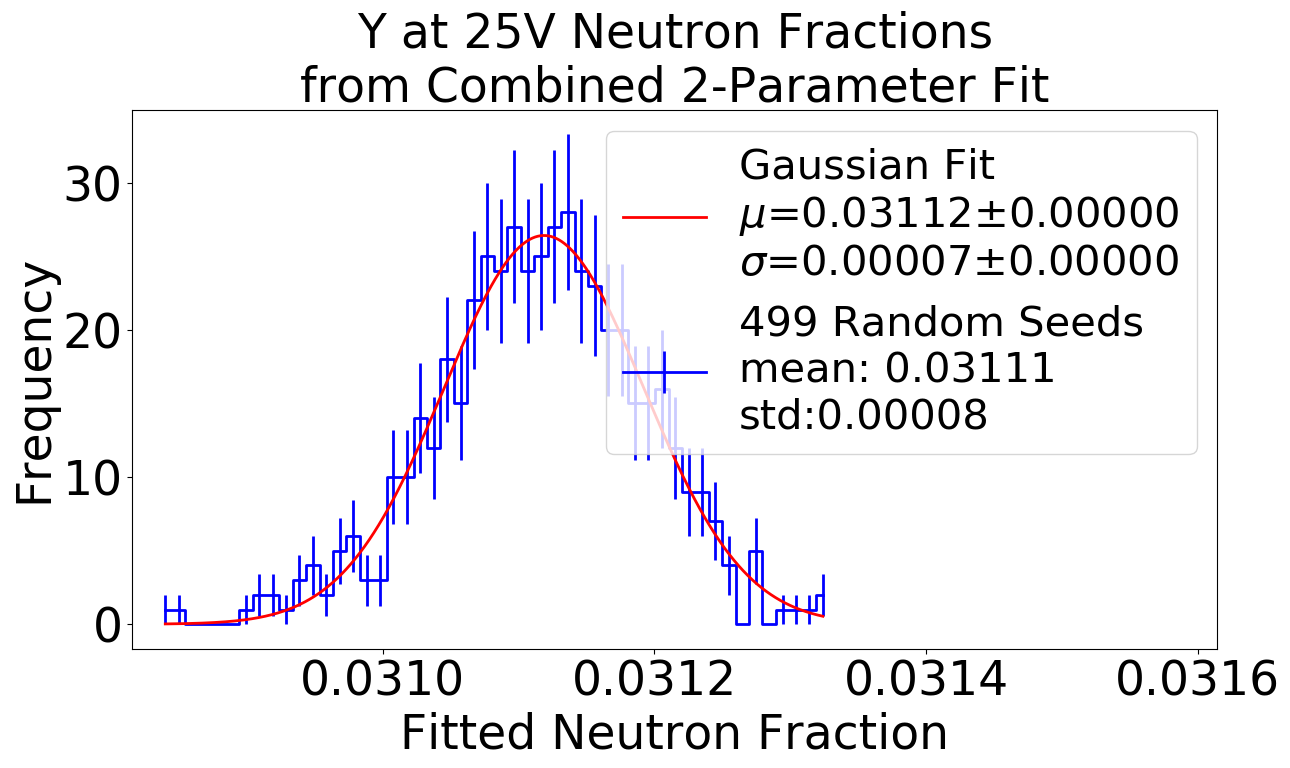 Y at 25V Neutron Fractions
from Combined 2-Parameter Fit
Gaussian Fit
μ=0.03112±0.00000
σ=0.00007±0.00000
499 Random Seeds
mean: 0.03111
std:0.00008
Frequency
30
20
10
0
0.0310 0.0312 0.0314 0.0316
Fitted Neutron Fraction